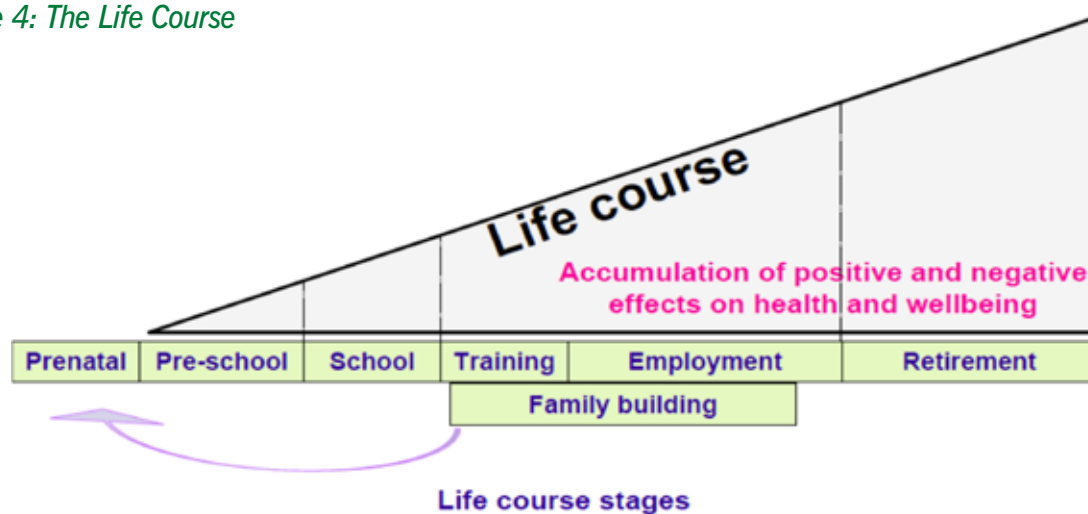 4: The Life Course
Life course
Accumulation of positive and negative
effects on health and wellbeing
Prenatal
Pre-school
School
Training
Employment
Retirement
Family building
Life course stages